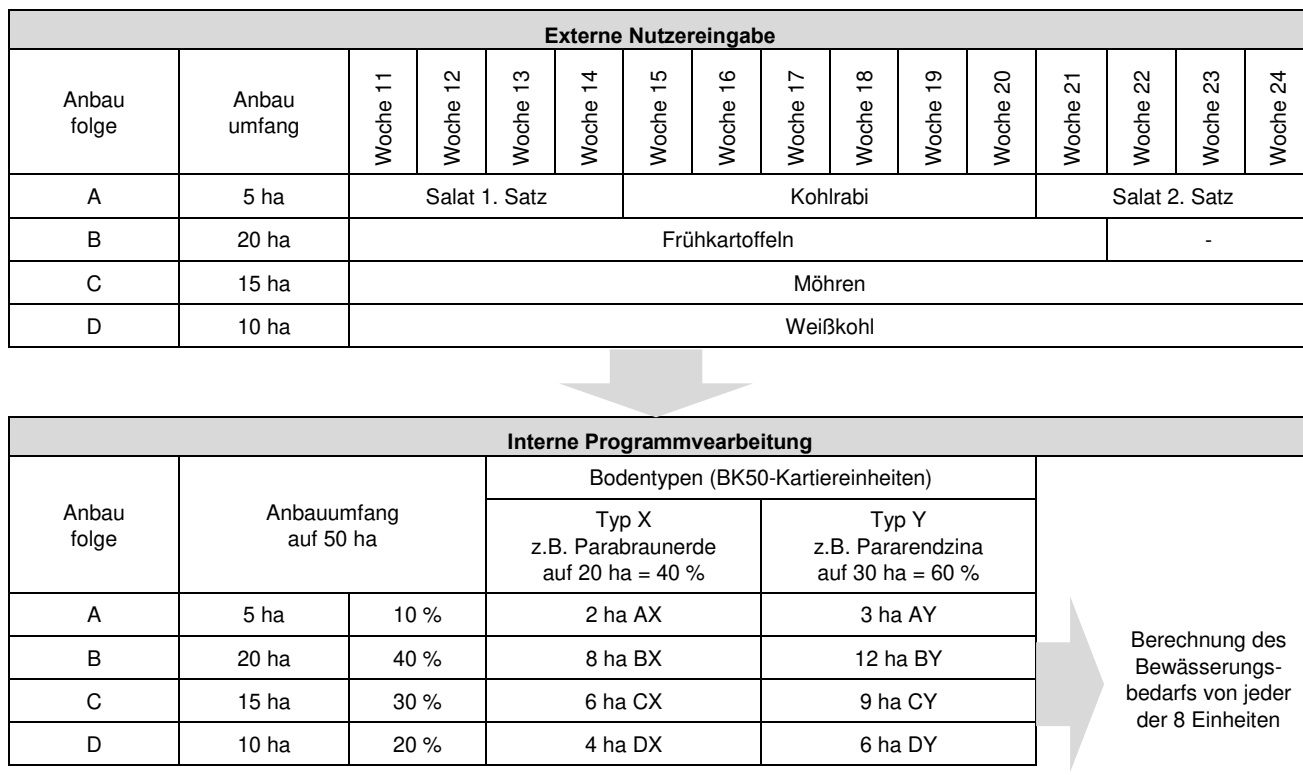 Externe Nutzereingabe
Anbau folge
Anbau umfang
Woche 11
Woche 12
Woche 13
Woche 14
Woche 15
Woche 16
Woche 17
Woche 18
Woche 19
Woche 20
Woche 21
Woche 22
Woche 23
Woche 24
A 5 ha Salat 1. Satz Kohlrabi Salat 2. Satz
B 20 ha Frühkartoffeln -
C 15 ha Möhren
D 10 ha Weißkohl
Interne Programmvearbeitung
Anbau
folge
Anbauumfang
auf 50 ha
Bodentypen (BK50-Kartiereinheiten)
Typ X
z.B. Parabraunerde
auf 20 ha = 40 %
Typ Y
z.B. Pararendzina
auf 30 ha = 60 %
A 5 ha 10 % 2 ha AX 3 ha AY
B 20 ha 40 % 8 ha BX 12 ha BY
C 15 ha 30 % 6 ha CX 9 ha CY
D 10 ha 20 % 4 ha DX 6 ha DY
Berechnung des
Bewässerungs-
bedarfs von jeder
der 8 Einheiten